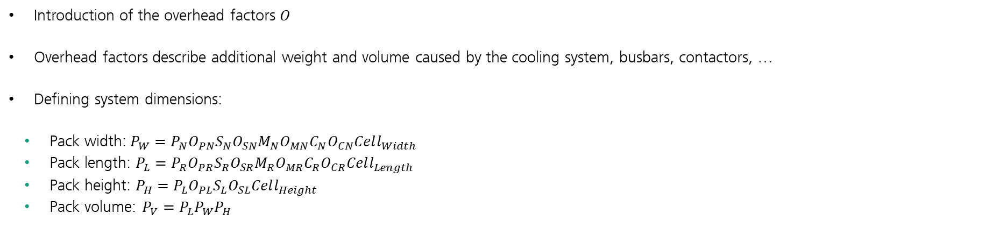 • Introduction of the overhead factors 𝑂
• Overhead factors describe additional weight and volume caused by the cooling system, busbars, contactors, …
• Defining system dimensions:
• Pack width: $P_W = P_N O_{PN} S_N O_{SN} M_N O_{MN} C_N O_{CN} Cell_{Width}$
• Pack length: $P_L = P_R O_{PR} S_R O_{SR} M_R O_{MR} C_R O_{CR} Cell_{Length}$
• Pack height: $P_H = P_L O_{PL} S_L O_{SL} Cell_{Height}$
• Pack volume: $P_V = P_L P_W P_H$